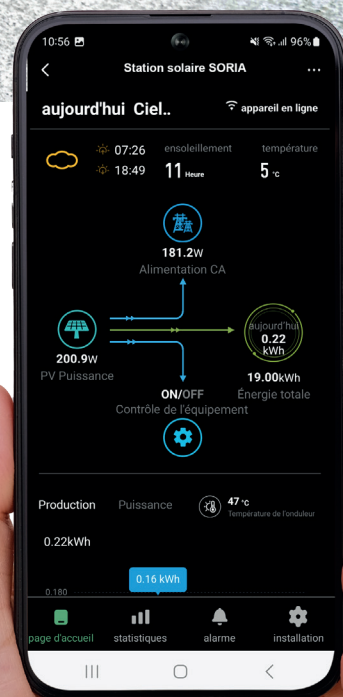 10:56 96%
Station solaire SORIA
aujourd'hui Ciel.. appareil en ligne
07:26 ensoleillement température
18:49 11 Heure 5 °C
181.2W
Alimentation CA
aujourd'hui
0.22
kWh
200.9W
PV Puissance
19.00kWh
Énergie totale
ON/OFF
Contrôle de l'équipement
Production Puissance 47 °C
Température de l'onduleur
0.22kWh
0.16 kWh
0.180
page d'accueil statistiques alarme installation